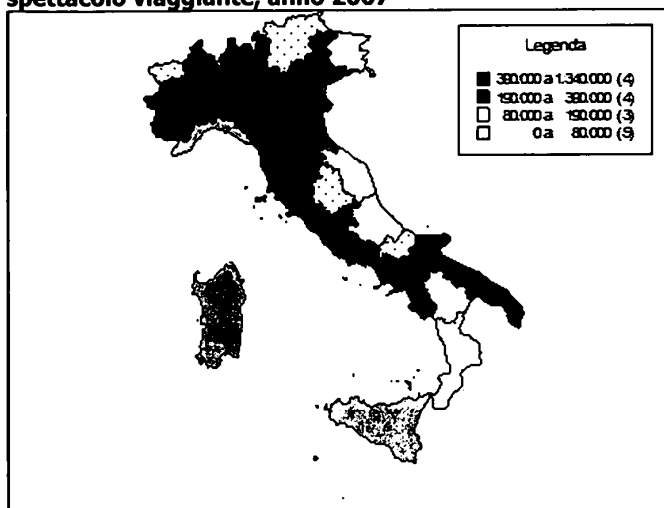 spettacolo viaggiante, anno 2007
Legenda
380.000 a 1.340.000 (4)
190.000 a 380.000 (4)
80.000 a 190.000 (3)
0 a 80.000 (9)